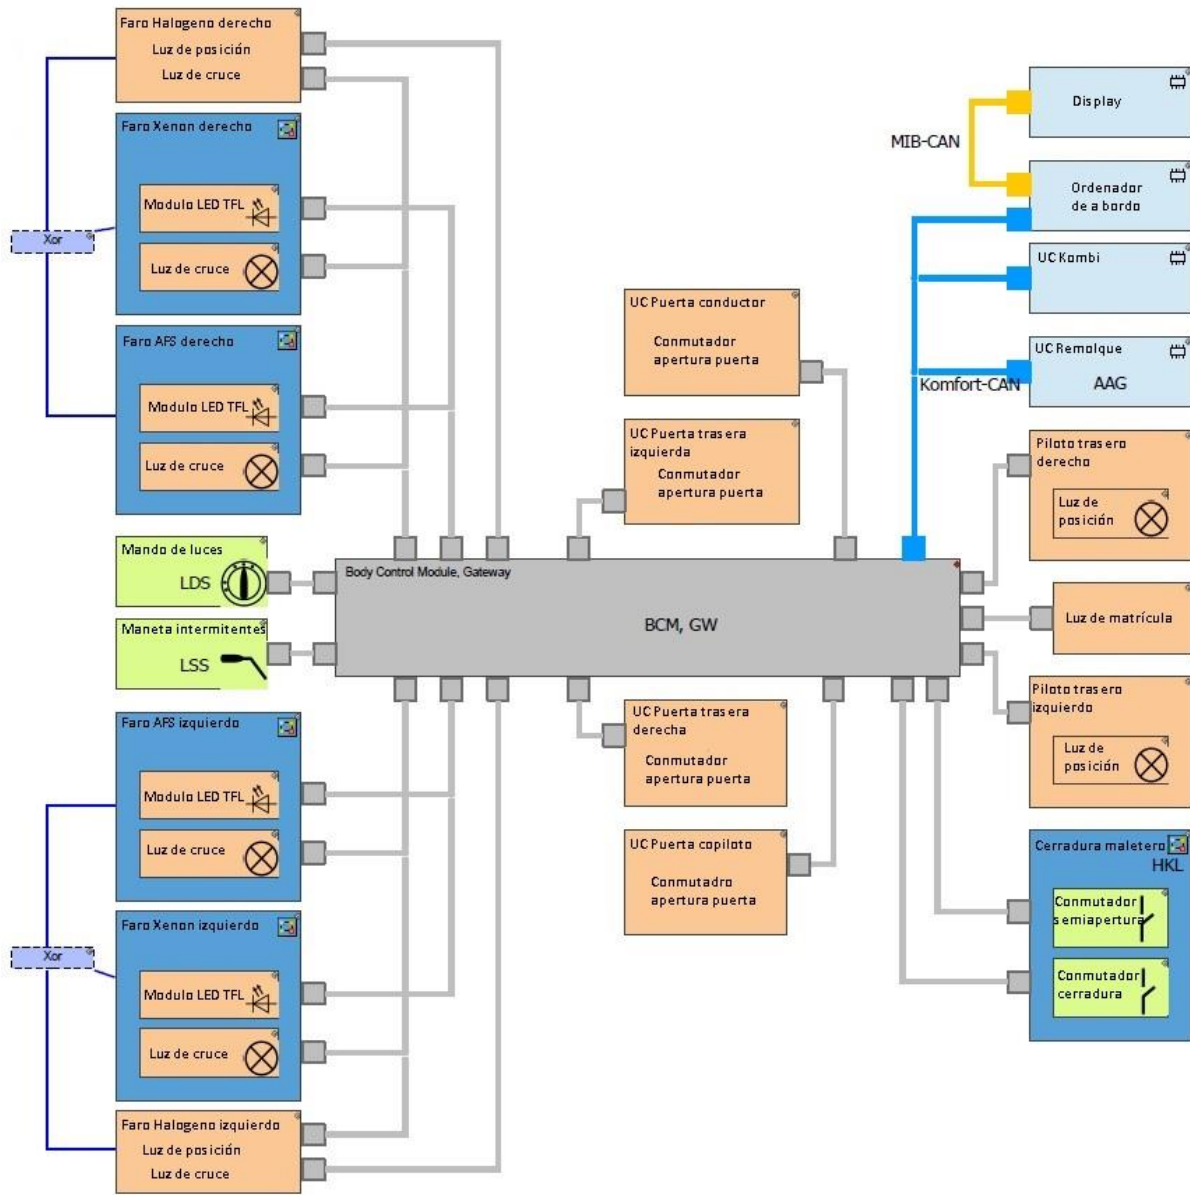 Faro Halogeno derecho
Luz de posición
Luz de cruce
Faro Xenon derecho
Modulo LED TFL
Luz de cruce
Xor
Faro AFS derecho
Modulo LED TFL
Luz de cruce
Mando de luces
LDS
Maneta intermitentes
LSS
Faro AFS izquierdo
Modulo LED TFL
Luz de cruce
Faro Xenon izquierdo
Xor
Modulo LED TFL
Luz de cruce
Faro Halogeno izquierdo
Luz de posición
Luz de cruce
UC Puerta conductor
Conmutador
apertura puerta
UC Puerta trasera
izquierda
Conmutador
apertura puerta
Body Control Module, Gateway
BCM, GW
UC Puerta trasera
derecha
Conmutador
apertura puerta
UC Puerta copiloto
Conmutadro
apertura puerta
Display
MIB-CAN
Ordenador
de a bordo
UC Kombi
UC Remolque
AAG
Komfort-CAN
Piloto trasero
derecho
Luz de
posición
Luz de matrícula
Piloto trasero
izquierdo
Luz de
posición
Cerradura maletero
HKL
Conmutador
semiapertura
Conmutador
cerradura